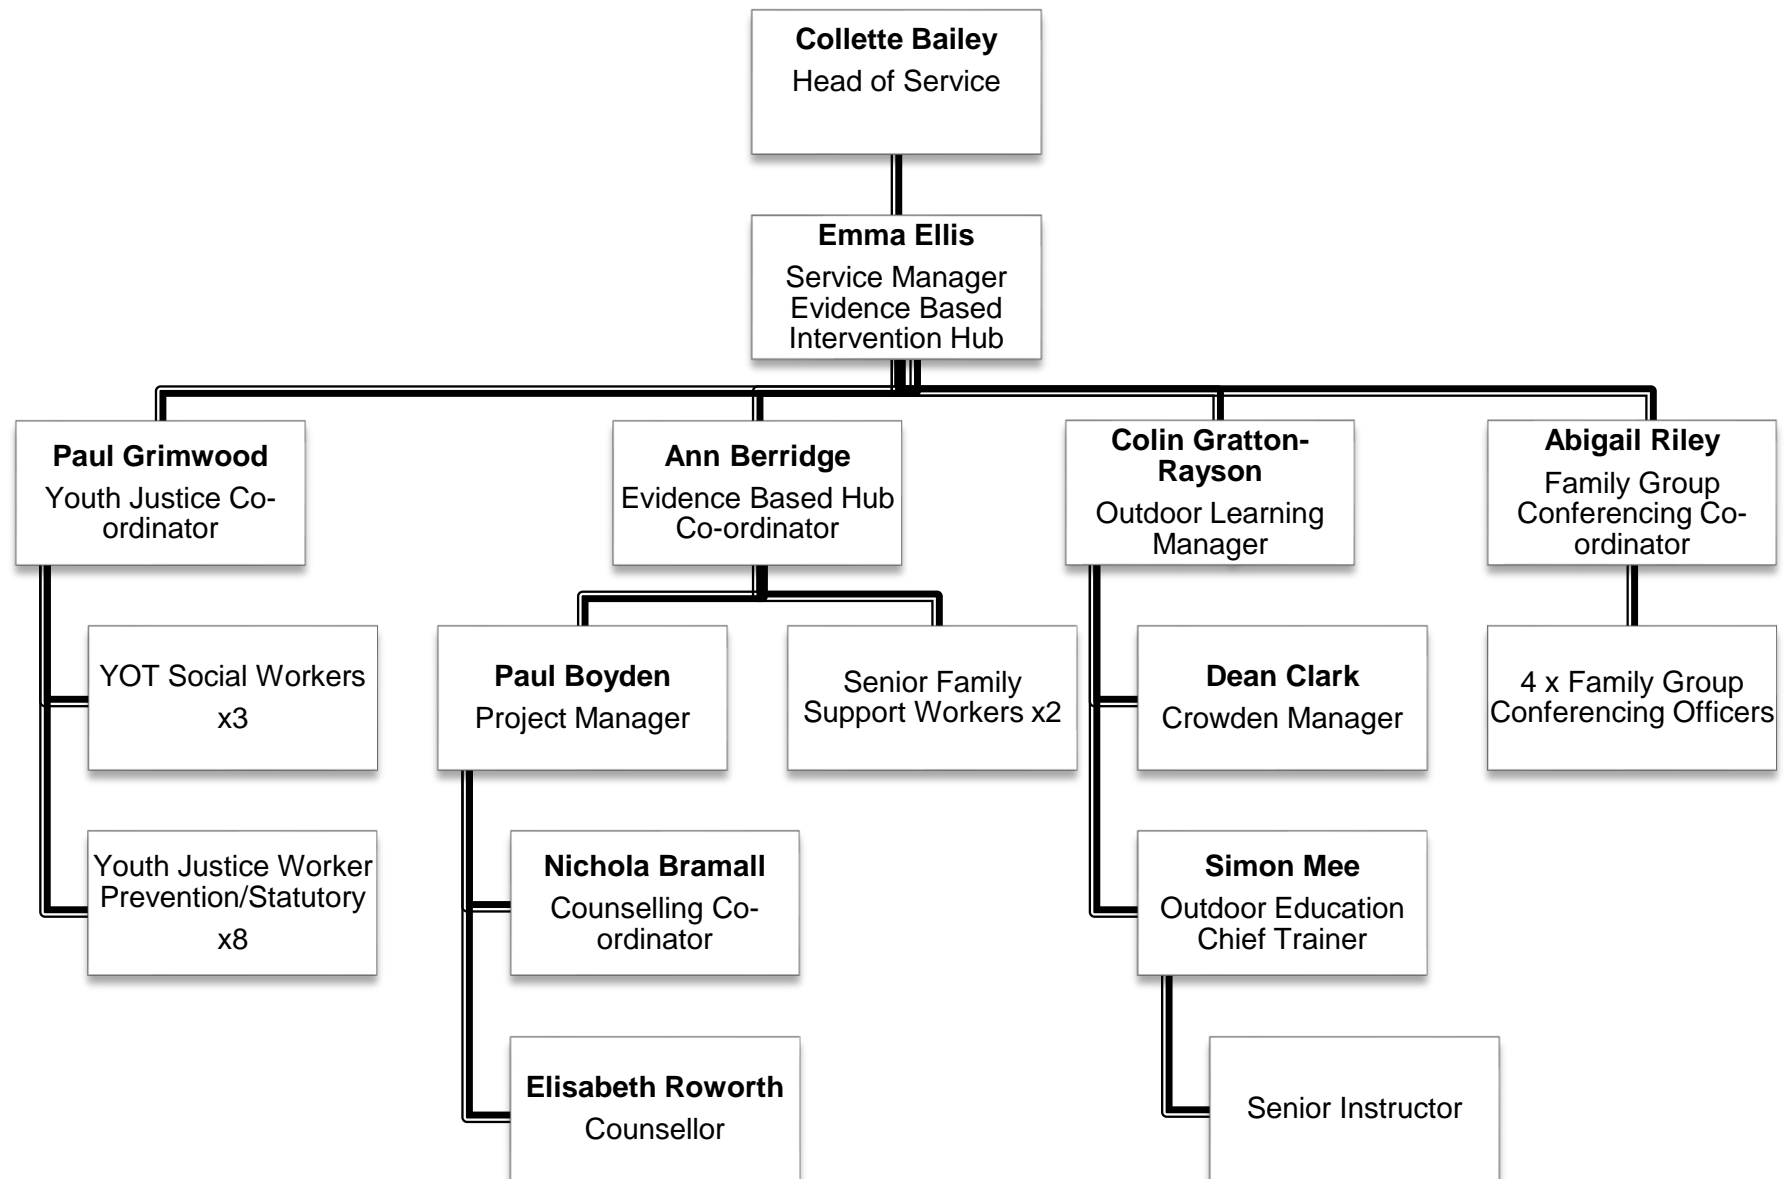 Collette Bailey
Head of Service
Emma Ellis
Service Manager
Evidence Based
Intervention Hub
Paul Grimwood
Youth Justice Co-
ordinator
Ann Berridge
Evidence Based Hub
Co-ordinator
Colin Gratton-
Rayson
Outdoor Learning
Manager
Abigail Riley
Family Group
Conferencing Co-
ordinator
YOT Social Workers
x3
Paul Boyden
Project Manager
Senior Family
Support Workers x2
Dean Clark
Crowden Manager
4 x Family Group
Conferencing Officers
Youth Justice Worker
Prevention/Statutory
x8
Nichola Bramall
Counselling Co-
ordinator
Simon Mee
Outdoor Education
Chief Trainer
Elisabeth Roworth
Counsellor
Senior Instructor